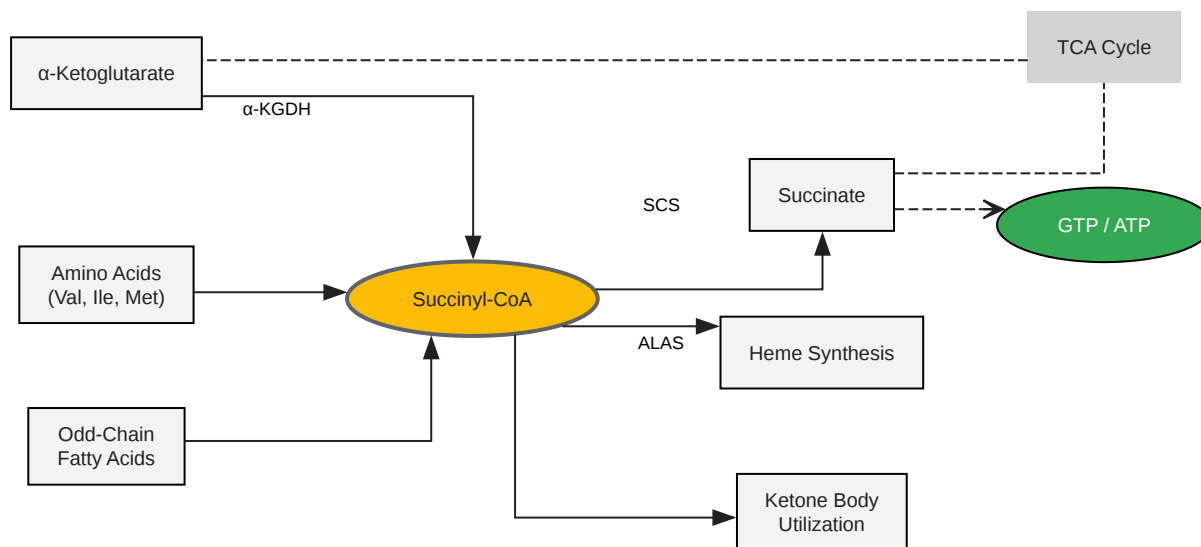 TCA Cycle
α-Ketoglutarate
α-KGDH
Succinate
SCS
GTP / ATP
Amino Acids
(Val, Ile, Met)
Succinyl-CoA
ALAS
Heme Synthesis
Odd-Chain
Fatty Acids
Ketone Body
Utilization